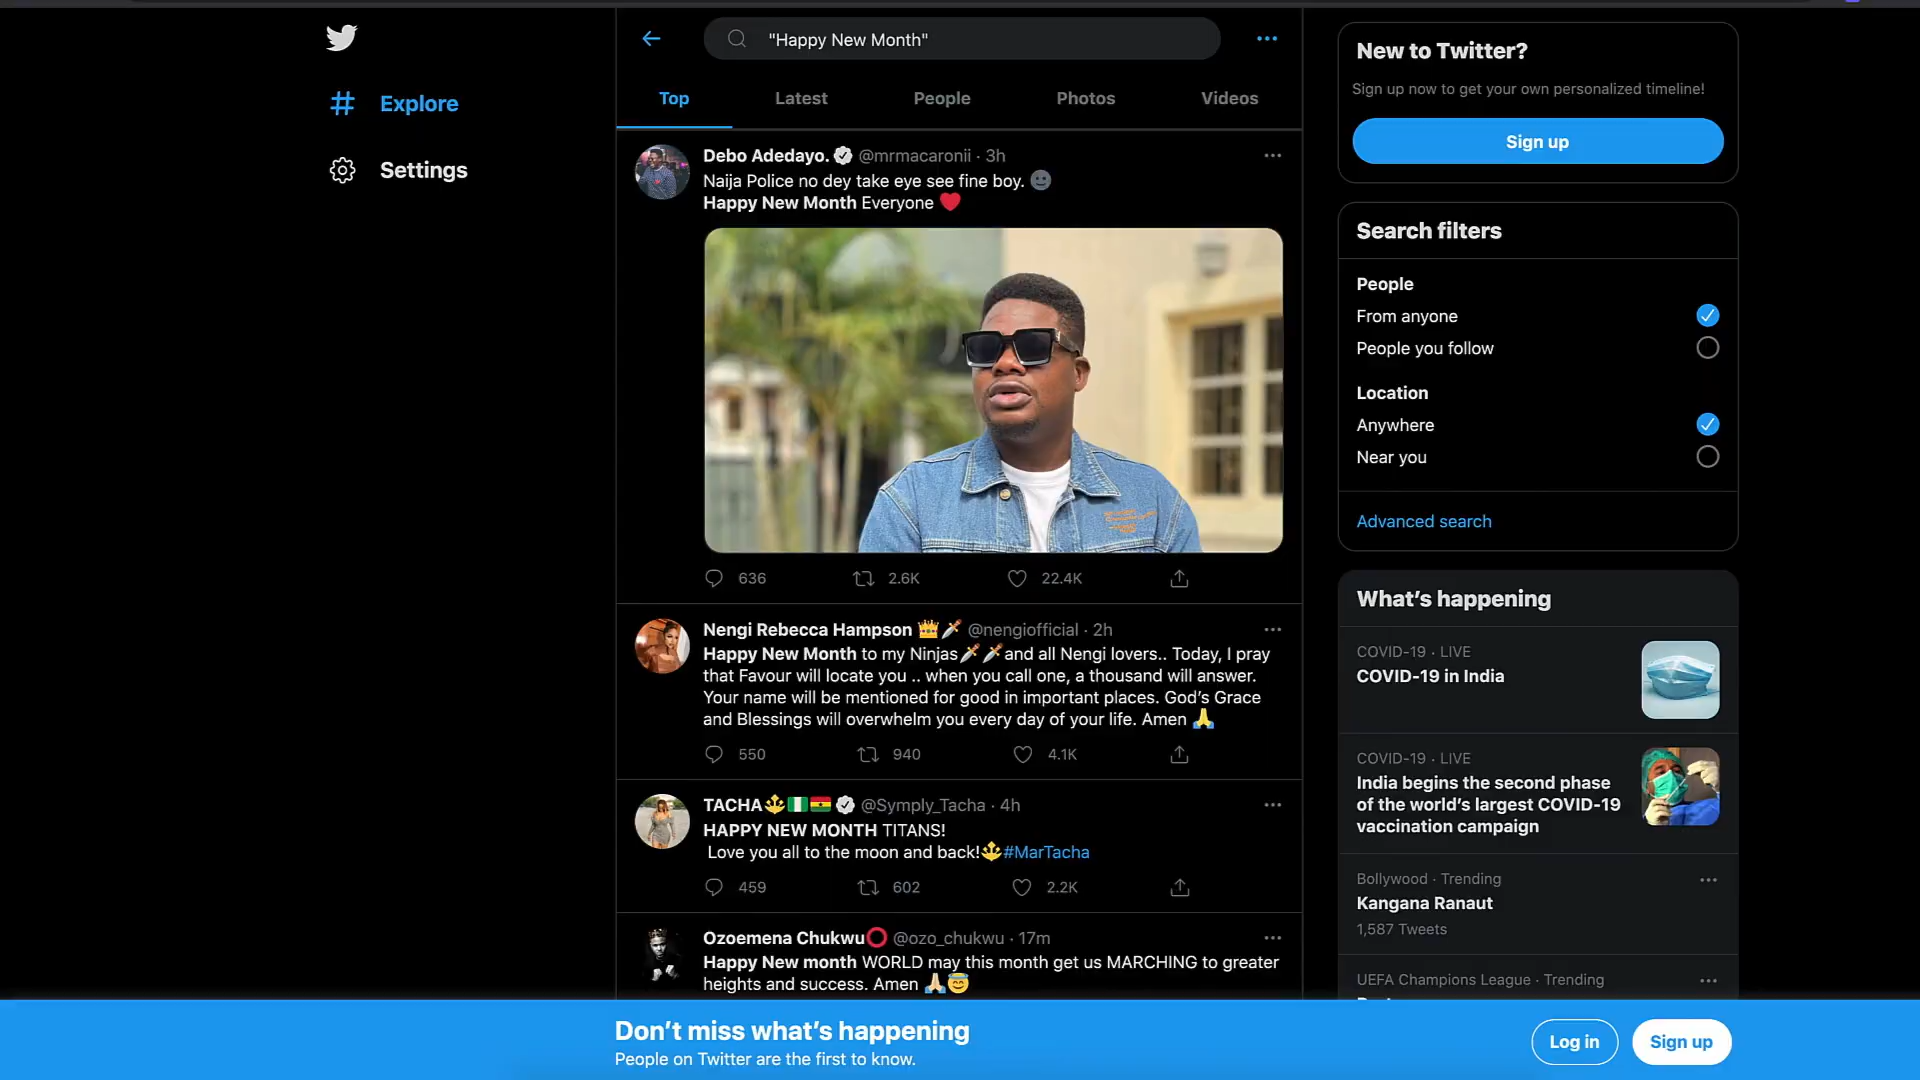 "Happy New Month"
Explore
Settings
Top
Latest
People
Photos
Videos
Debo Adedayo. @mrmacaronii · 3h
Naija Police no dey take eye see fine boy. 🌚
Happy New Month Everyone ❤️
636
2.6K
22.4K
Nengi Rebecca Hampson 👑🗡️ @nengiofficial · 2h
Happy New Month to my Ninjas🗡️🗡️and all Nengi lovers.. Today, I pray
that Favour will locate you .. when you call one, a thousand will answer.
Your name will be mentioned for good in important places. God’s Grace
and Blessings will overwhelm you every day of your life. Amen 🙏
550
940
4.1K
TACHA🔱🇳🇬🇬🇭 @Symply_Tacha · 4h
HAPPY NEW MONTH TITANS!
Love you all to the moon and back!🔱#MarTacha
459
602
2.2K
Ozoemena Chukwu⭕ @ozo_chukwu · 17m
Happy New month WORLD may this month get us MARCHING to greater
heights and success. Amen 🙏🏻😇
New to Twitter?
Sign up now to get your own personalized timeline!
Sign up
Search filters
People
From anyone
People you follow
Location
Anywhere
Near you
Advanced search
What’s happening
COVID-19 · LIVE
COVID-19 in India
COVID-19 · LIVE
India begins the second phase
of the world’s largest COVID-19
vaccination campaign
Bollywood · Trending
Kangana Ranaut
1,587 Tweets
UEFA Champions League · Trending
Don’t miss what’s happening
People on Twitter are the first to know.
Log in
Sign up